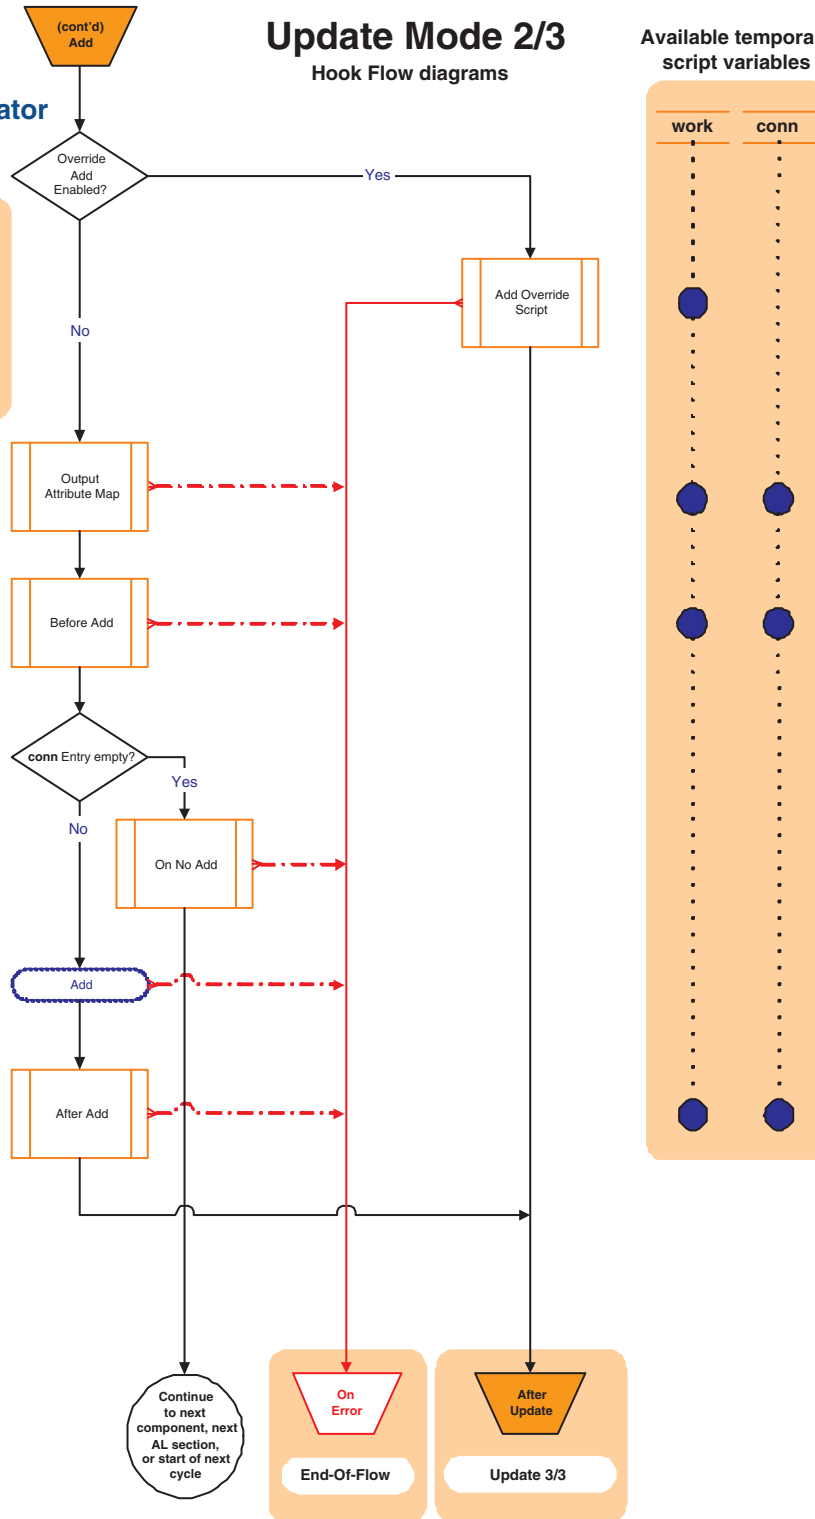 (cont'd)
Add
Update Mode 2/3
Hook Flow diagrams
Available tempora
script variables
ator
work
conn
Override
Add
Enabled?
Yes
Add Override
Script
No
Output
Attribute Map
Before Add
conn Entry empty?
Yes
No
On No Add
Add
After Add
Continue
to next
component, next
AL section,
or start of next
cycle
On
Error
After
Update
End-Of-Flow
Update 3/3